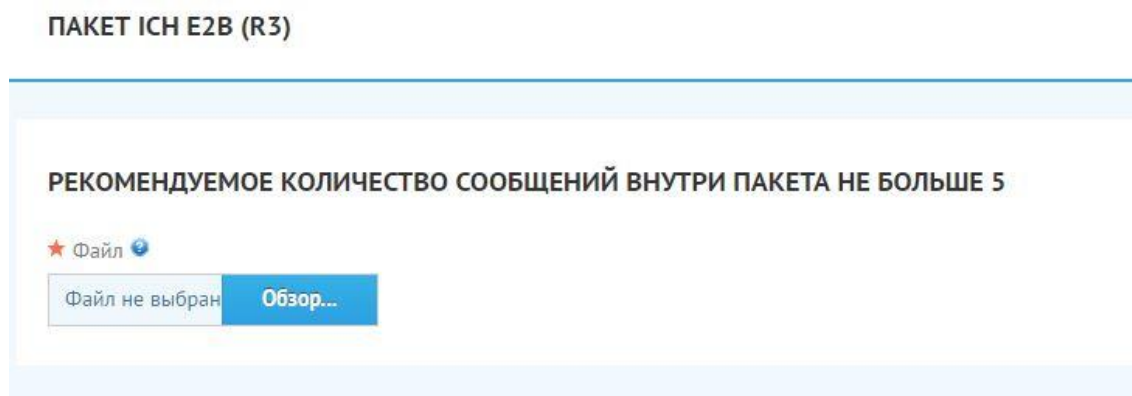 ПАКЕТ ICH E2B (R3)
РЕКОМЕНДУЕМОЕ КОЛИЧЕСТВО СООБЩЕНИЙ ВНУТРИ ПАКЕТА НЕ БОЛЬШЕ 5
Файл
Файл не выбран Обзор...